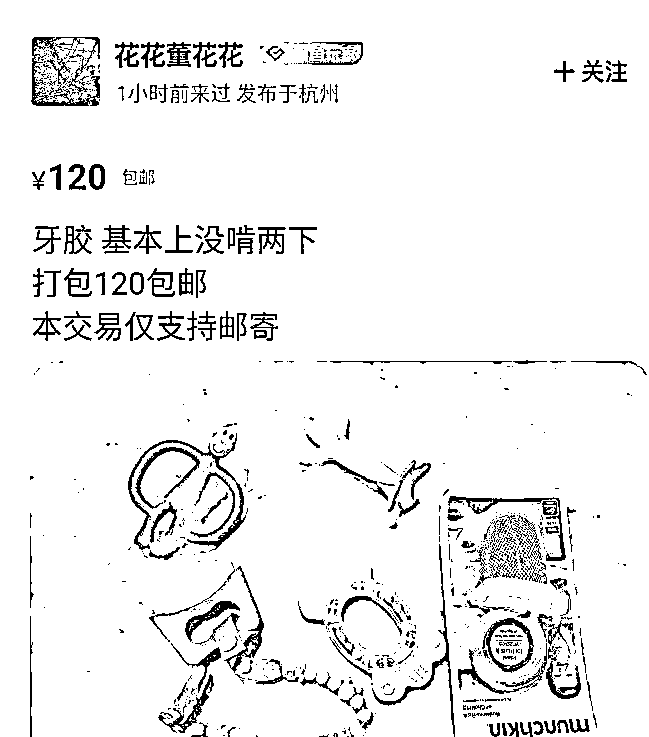 花花董花花
1小时前来过 发布于杭州
+ 关注
¥120 包邮
牙胶 基本上没啃两下
打包120包邮
本交易仅支持邮寄
munchkin